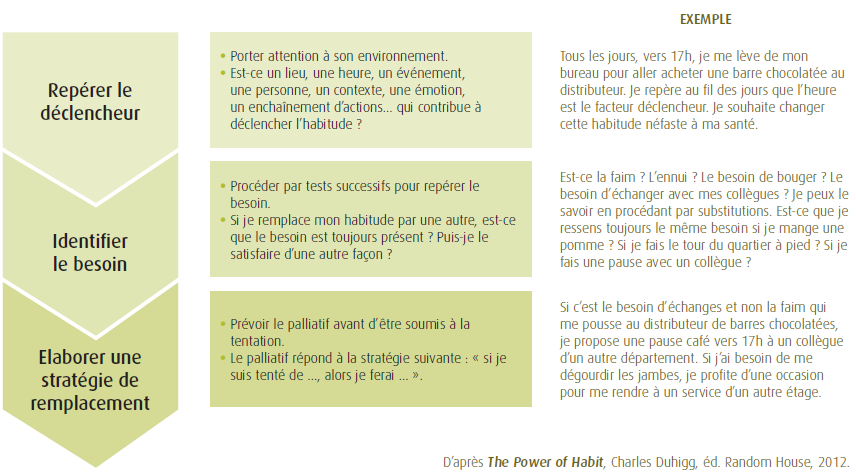 EXEMPLE
Repérer le
déclencheur
• Porter attention à son environnement.
• Est-ce un lieu, une heure, un événement,
une personne, un contexte, une émotion,
un enchaînement d’actions… qui contribue à
déclencher l’habitude ?
Tous les jours, vers 17h, je me lève de mon
bureau pour aller acheter une barre chocolatée au
distributeur. Je repère au fil des jours que l’heure
est le facteur déclencheur. Je souhaite changer
cette habitude néfaste à ma santé.
Identifier
le besoin
• Procéder par tests successifs pour repérer le
besoin.
• Si je remplace mon habitude par une autre, est-ce
que le besoin est toujours présent ? Puis-je le
satisfaire d’une autre façon ?
Est-ce la faim ? L’ennui ? Le besoin de bouger ? Le
besoin d’échanger avec mes collègues ? Je peux le
savoir en procédant par substitutions. Est-ce que je
ressens toujours le même besoin si je mange une
pomme ? Si je fais le tour du quartier à pied ? Si je
fais une pause avec un collègue ?
Elaborer une
stratégie de
remplacement
• Prévoir le palliatif avant d’être soumis à la
tentation.
• Le palliatif répond à la stratégie suivante : « si je
suis tenté de …, alors je ferai … ».
Si c’est le besoin d’échanges et non la faim qui
me pousse au distributeur de barres chocolatées,
je propose une pause café vers 17h à un collègue
d’un autre département. Si j’ai besoin de me
dégourdir les jambes, je profite d’une occasion
pour me rendre à un service d’un autre étage.
D’après The Power of Habit, Charles Duhigg, éd. Random House, 2012.